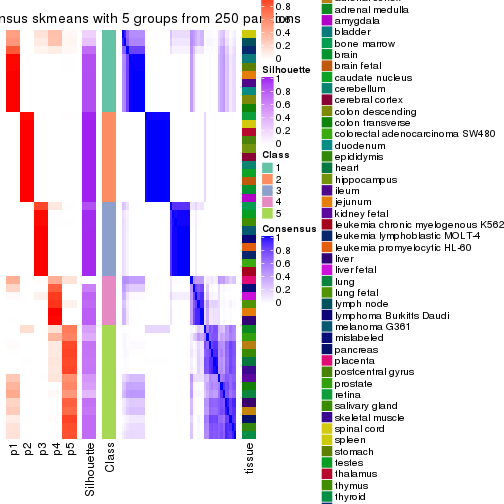 nsus skmeans with 5 groups from 250 par
ons
0.8
0.6
0.4
0.2
0
Silhouette
1
0.8
0.6
0.4
0.2
0
Class
1
2
3
4
5
Consensus
1
0.8
0.6
0.4
0.2
0
adrenal medulla
amygdala
bladder
bone marrow
brain
brain fetal
caudate nucleus
cerebellum
cerebral cortex
colon descending
colon transverse
colorectal adenocarcinoma SW480
duodenum
epididymis
heart
hippocampus
ileum
jejunum
kidney fetal
leukemia chronic myelogenous K562
leukemia lymphoblastic MOLT-4
leukemia promyelocytic HL-60
liver
liver fetal
lung
lung fetal
lymph node
lymphoma Burkitts Daudi
melanoma G361
mislabeled
pancreas
placenta
postcentral gyrus
prostate
retina
salivary gland
skeletal muscle
spinal cord
spleen
stomach
testes
thalamus
thymus
thyroid
p1
p2
p3
p4
p5
Silhouette
Class
tissue